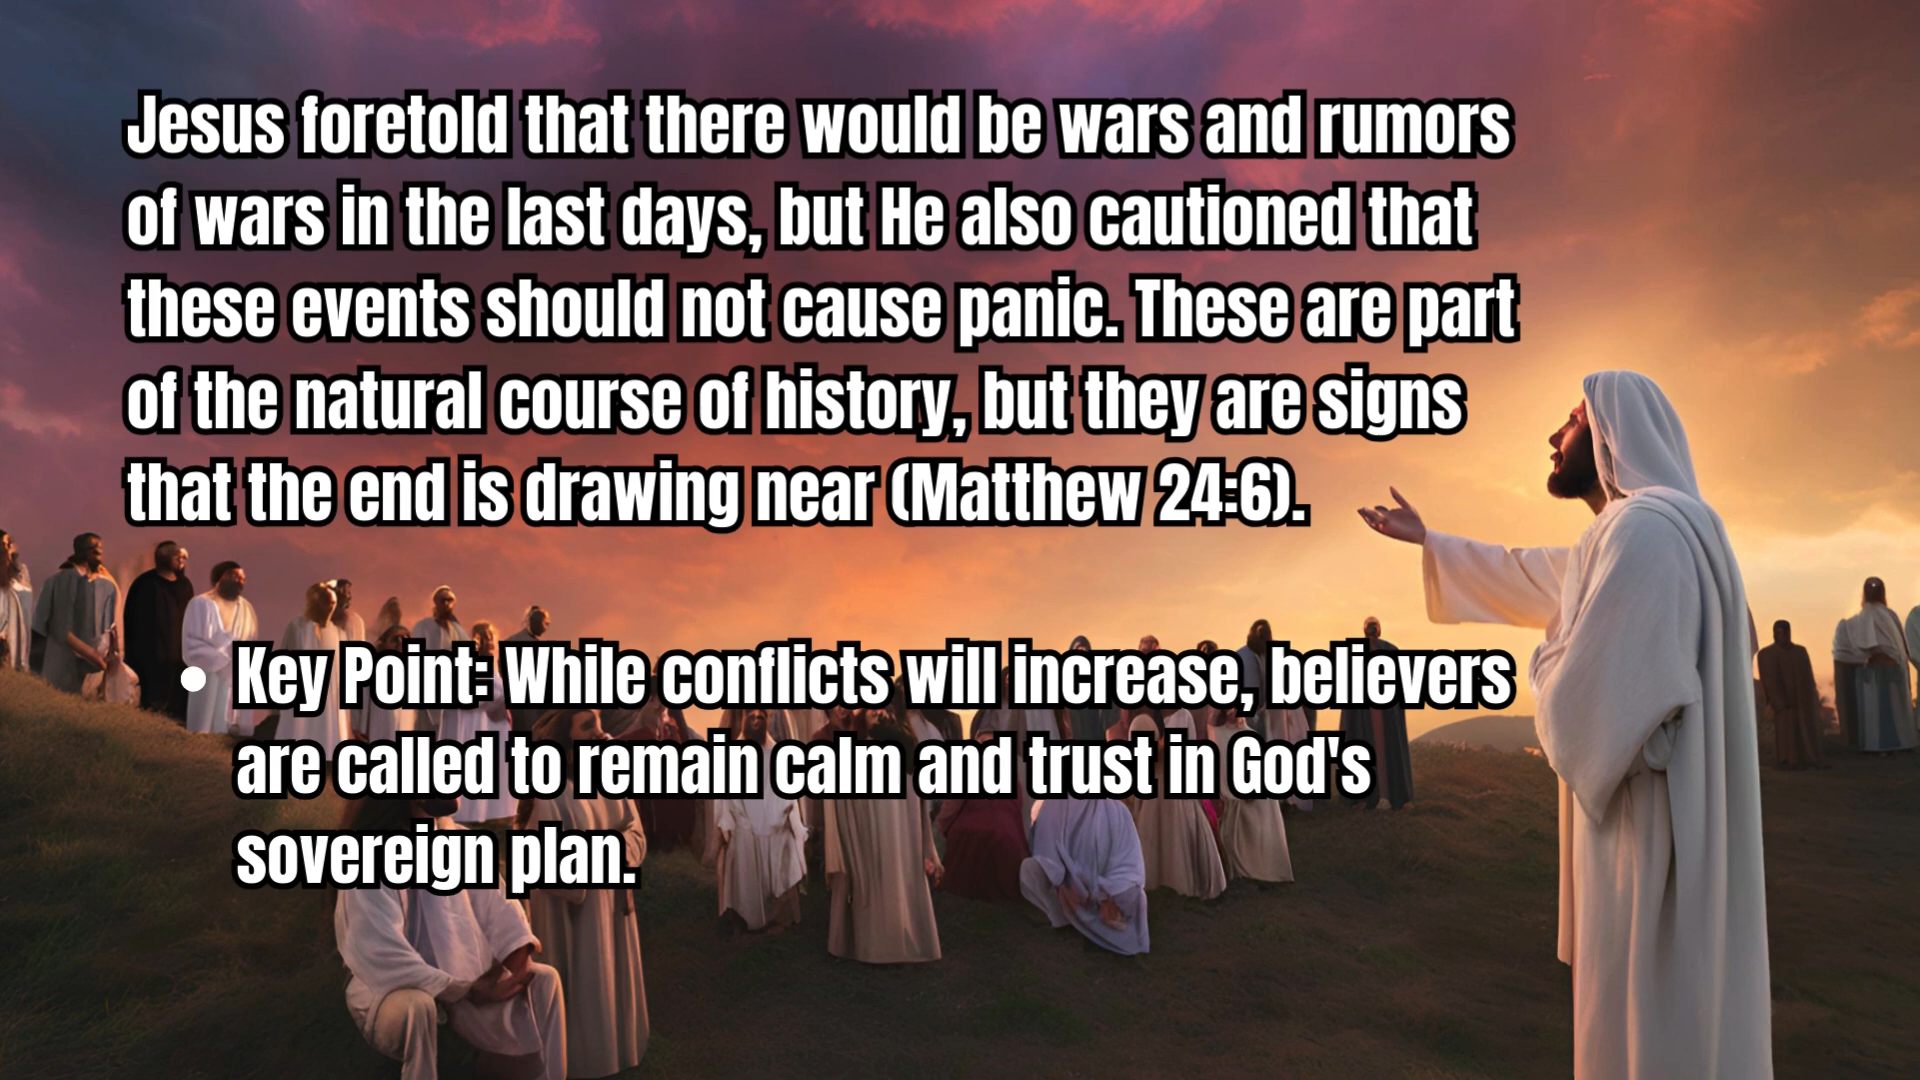 Jesus foretold that there would be wars and rumors
of wars in the last days, but He also cautioned that
these events should not cause panic. These are part
of the natural course of history, but they are signs
that the end is drawing near (Matthew 24:6).
• Key Point: While conflicts will increase, believers
are called to remain calm and trust in God's
sovereign plan.